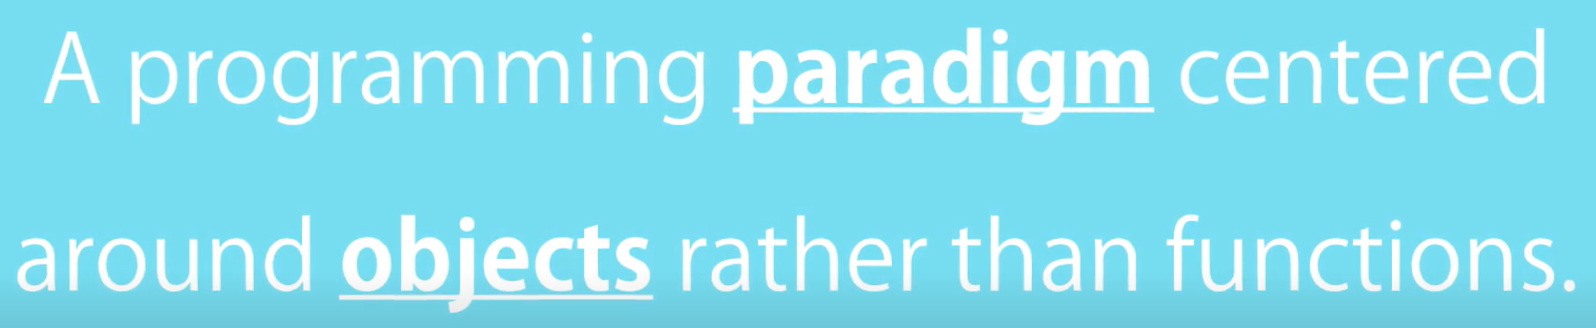 A programming paradigm centered
around objects rather than functions.